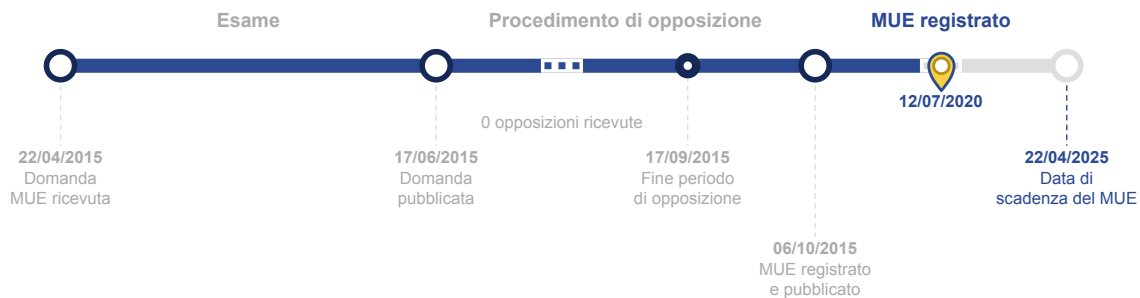 Esame
Procedimento di opposizione
MUE registrato
12/07/2020
0 opposizioni ricevute
22/04/2015
Domanda
MUE ricevuta
17/06/2015
Domanda
pubblicata
17/09/2015
Fine periodo
di opposizione
22/04/2025
Data di
scadenza del MUE
06/10/2015
MUE registrato
e pubblicato